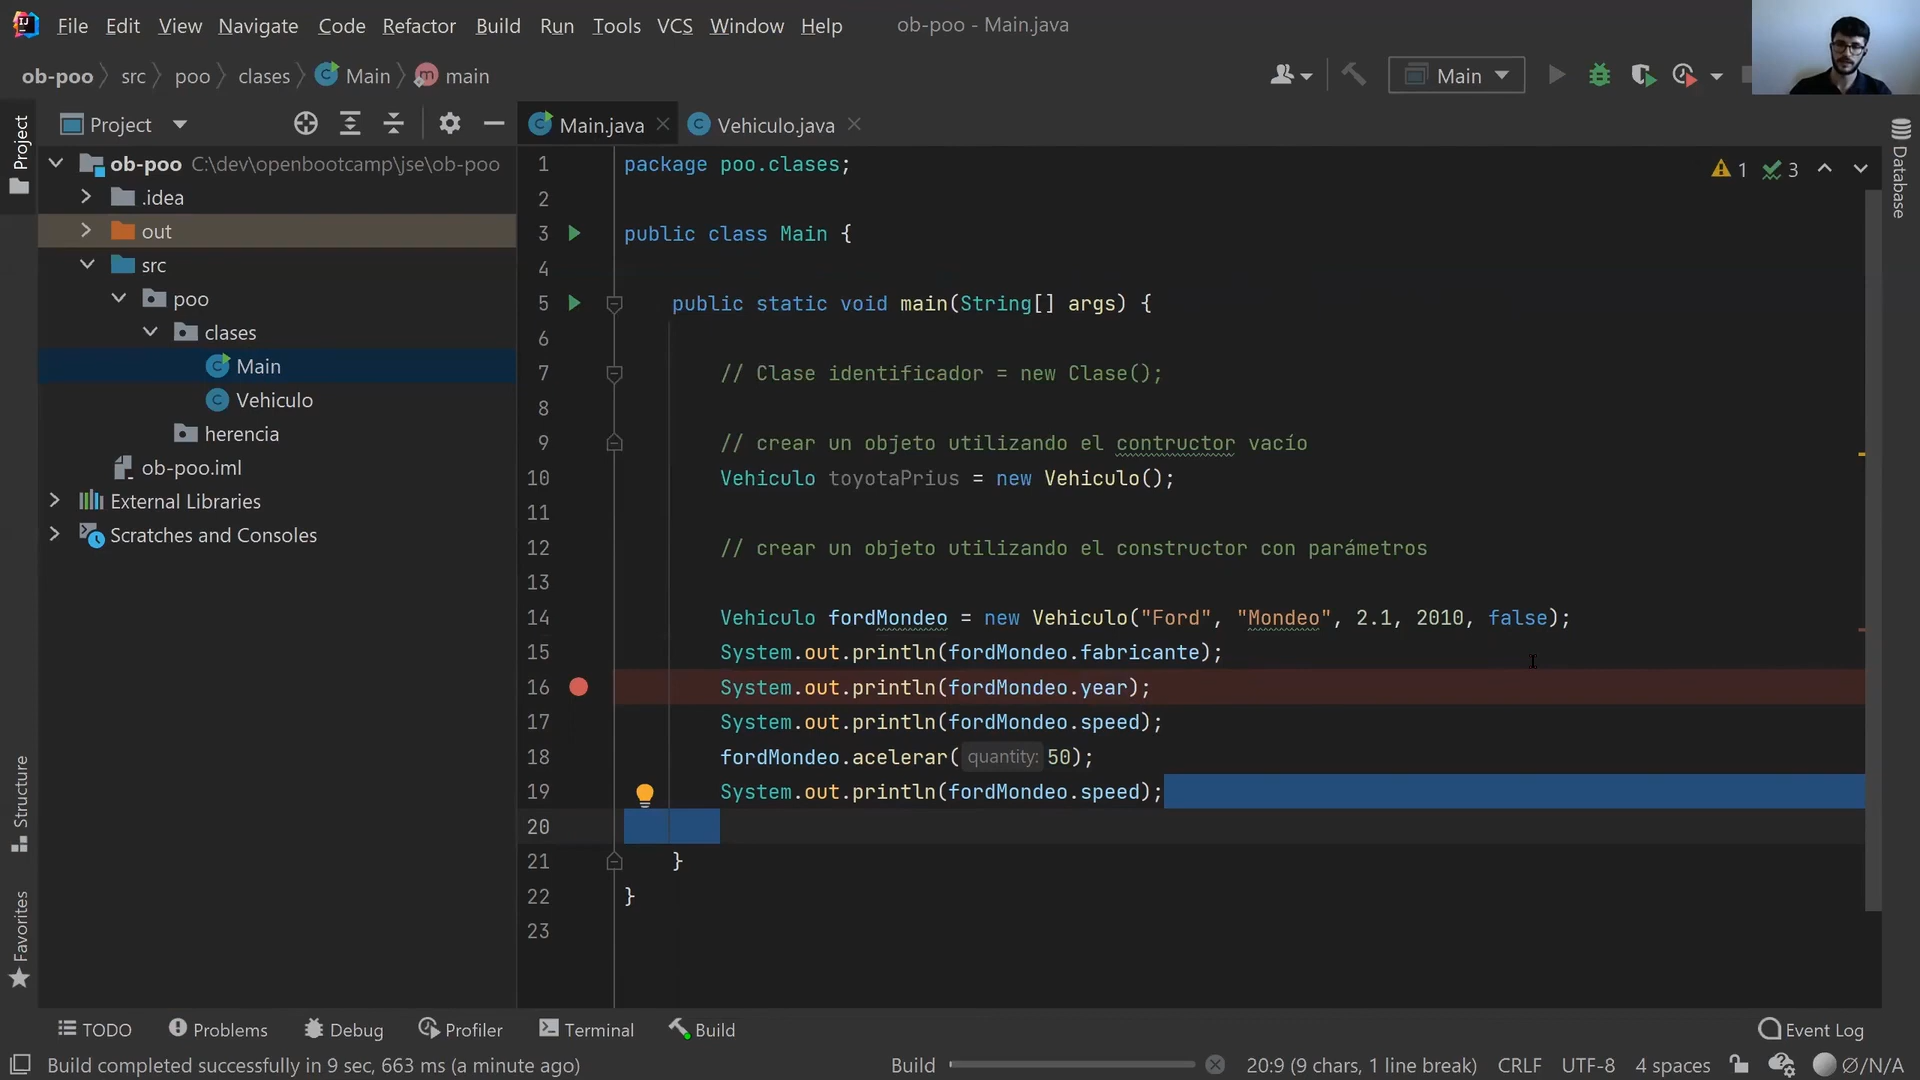 File Edit View Navigate Code Refactor Build Run Tools VCS Window Help ob-poo - Main.java
ob-poo src poo clases Main main Main
Project Main.java Vehiculo.java
Project
Database
ob-poo C:\dev\openbootcamp\jse\ob-poo
.idea
out
src
poo
clases
Main
Vehiculo
herencia
ob-poo.iml
External Libraries
Scratches and Consoles
1 package poo.clases; 1 3
2
3 public class Main {
4
5 public static void main(String[] args) {
6
7 // Clase identificador = new Clase();
8
9 // crear un objeto utilizando el contructor vacío
10 Vehiculo toyotaPrius = new Vehiculo();
11
12 // crear un objeto utilizando el constructor con parámetros
13
14 Vehiculo fordMondeo = new Vehiculo("Ford", "Mondeo", 2.1, 2010, false);
15 System.out.println(fordMondeo.fabricante);
16 System.out.println(fordMondeo.year);
17 System.out.println(fordMondeo.speed);
18 fordMondeo.acelerar( quantity: 50);
19 System.out.println(fordMondeo.speed);
20
21 }
22 }
23
Structure
Favorites
TODO Problems Debug Profiler Terminal Build Event Log
Build completed successfully in 9 sec, 663 ms (a minute ago) Build 20:9 (9 chars, 1 line break) CRLF UTF-8 4 spaces Ø/N/A